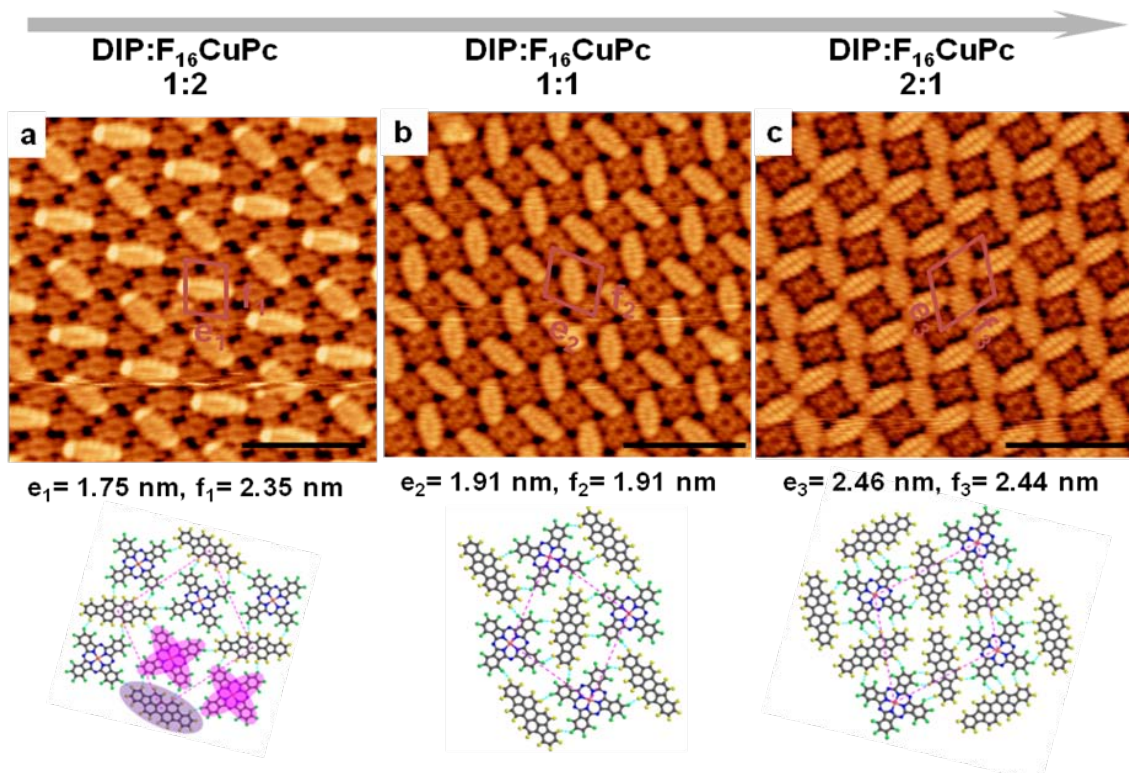 DIP:F₁₆CuPc
1:2
DIP:F₁₆CuPc
1:1
DIP:F₁₆CuPc
2:1
a
b
c
f₁
e₁
f₂
e₂
e₃
f₃
e₁= 1.75 nm, f₁= 2.35 nm
e₂= 1.91 nm, f₂= 1.91 nm
e₃= 2.46 nm, f₃= 2.44 nm